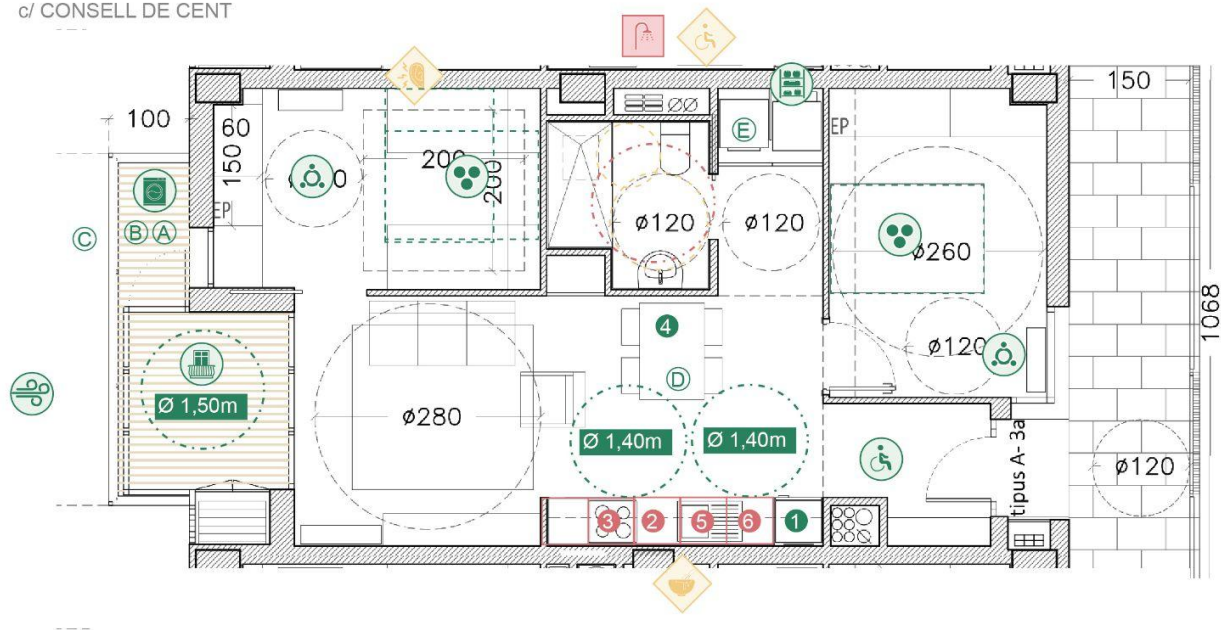 c/ CONSELL DE CENT
100
60
150
EP
200
200
E
EP
150
B
A
C
ø120
ø120
ø260
1068
4
ø120
D
Ø 1,50m
ø280
Ø 1,40m
Ø 1,40m
tipus A- 3a
ø120
3
2
5
6
1